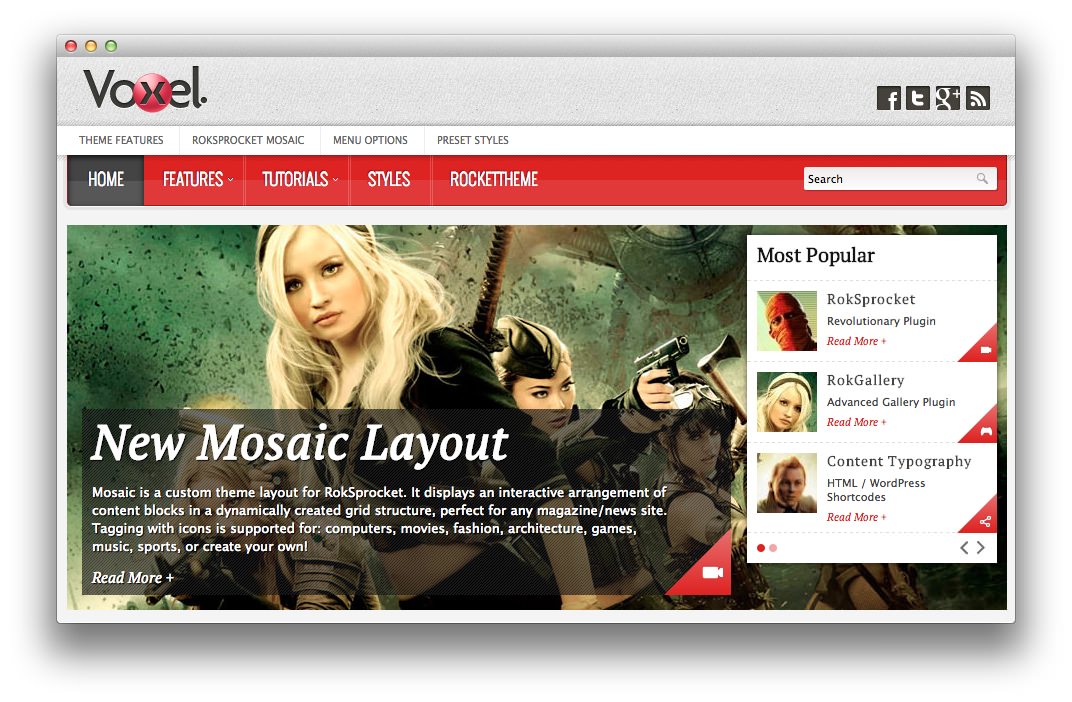 Voxel.
THEME FEATURES
ROKSPROCKET MOSAIC
MENU OPTIONS
PRESET STYLES
HOME
FEATURES
TUTORIALS
STYLES
ROCKETTHEME
Search
Most Popular
RokSprocket
Revolutionary Plugin
Read More +
RokGallery
Advanced Gallery Plugin
Read More +
Content Typography
HTML / WordPress
Shortcodes
Read More +
New Mosaic Layout
Mosaic is a custom theme layout for RokSprocket. It displays an interactive arrangement of
content blocks in a dynamically created grid structure, perfect for any magazine/news site.
Tagging with icons is supported for: computers, movies, fashion, architecture, games,
music, sports, or create your own!
Read More +